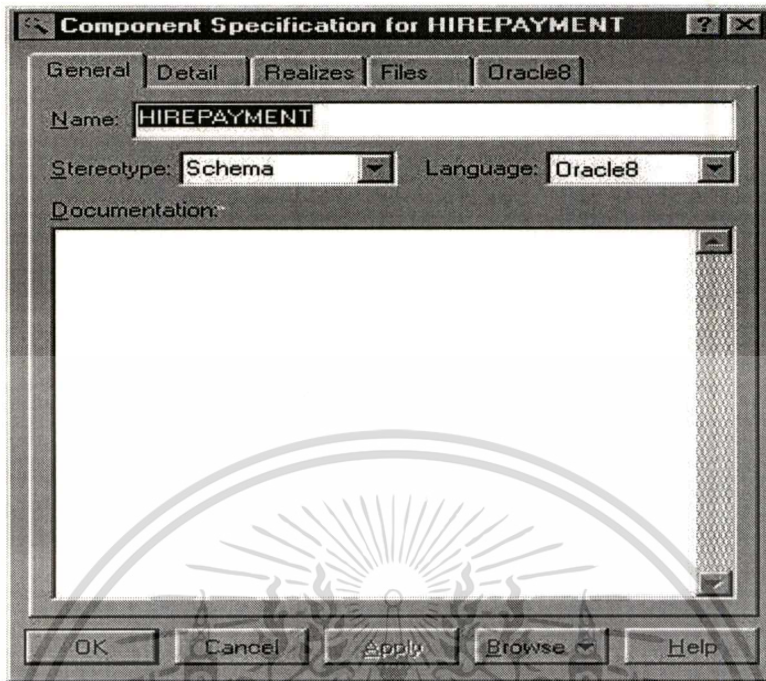 Component Specification for HIREPAYMENT
General Detail Realizes Files Oracle8
Name: HIREPAYMENT
Stereotype: Schema Language: Oracle8
Documentation:
OK Cancel Apply Browse Help